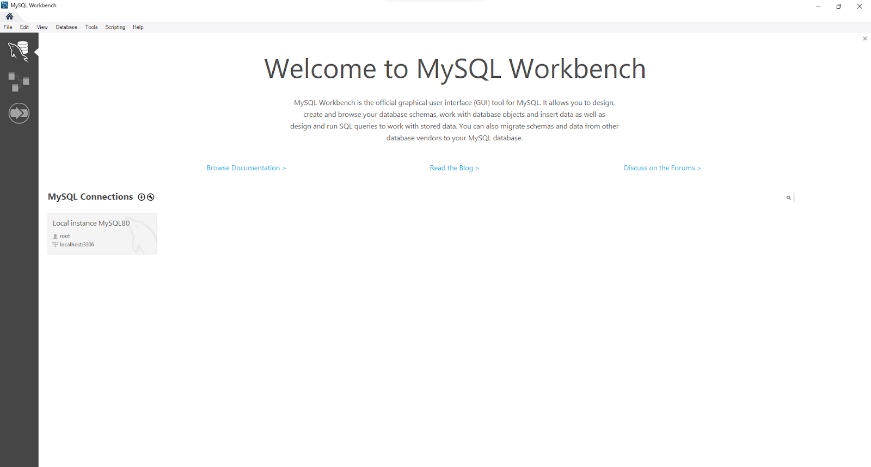 MySQL Workbench
File Edit View Database Tools Scripting Help
Welcome to MySQL Workbench
MySQL Workbench is the official graphical user interface (GUI) tool for MySQL. It allows you to design,
create and browse your database schemas, work with database objects and insert data as well as
design and run SQL queries to work with stored data. You can also migrate schemas and data from other
database vendors to your MySQL database.
Browse Documentation > Read the Blog > Discuss on the Forums >
MySQL Connections
Local instance MySQL80
root
localhost:3306